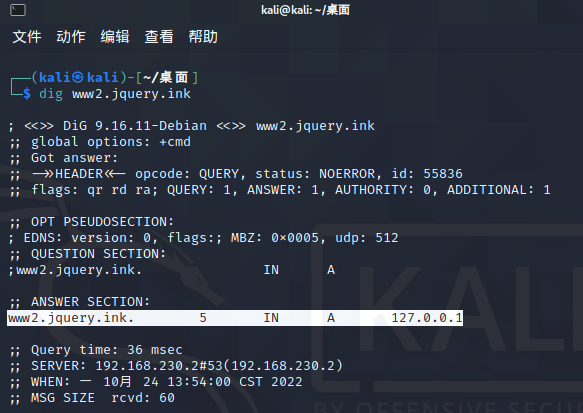 kali@kali: ~/桌面
文件 动作 编辑 查看 帮助
┌──(kali㉿kali)-[~/桌面]
└─$ dig www2.jquery.ink
; <<>> DiG 9.16.11-Debian <<>> www2.jquery.ink
;; global options: +cmd
;; Got answer:
;; ->>HEADER<<- opcode: QUERY, status: NOERROR, id: 55836
;; flags: qr rd ra; QUERY: 1, ANSWER: 1, AUTHORITY: 0, ADDITIONAL: 1
;; OPT PSEUDOSECTION:
; EDNS: version: 0, flags:; MBZ: 0×0005, udp: 512
;; QUESTION SECTION:
;www2.jquery.ink. IN A
;; ANSWER SECTION:
www2.jquery.ink. 5 IN A 127.0.0.1
;; Query time: 36 msec
;; SERVER: 192.168.230.2#53(192.168.230.2)
;; WHEN: 一 10月 24 13:54:00 CST 2022
;; MSG SIZE rcvd: 60
KALI
BY OFFENSIVE SECURITY